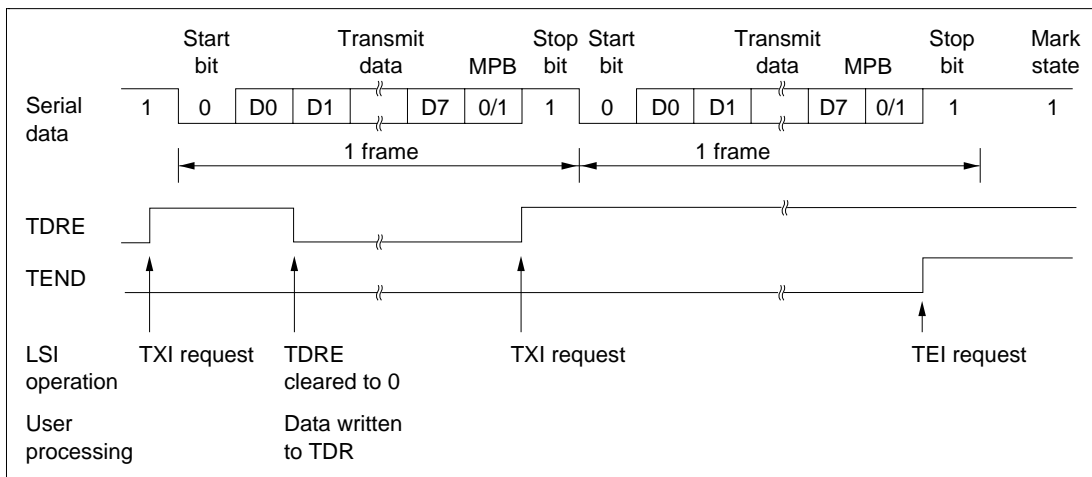 Start bit Transmit data MPB Stop bit Start bit Transmit data MPB Stop bit Mark state
Serial data 1 0 D0 D1 D7 0/1 1 0 D0 D1 D7 0/1 1 1
1 frame 1 frame
TDRE
TEND
LSI operation TXI request TDRE cleared to 0 TXI request TEI request
User processing Data written to TDR